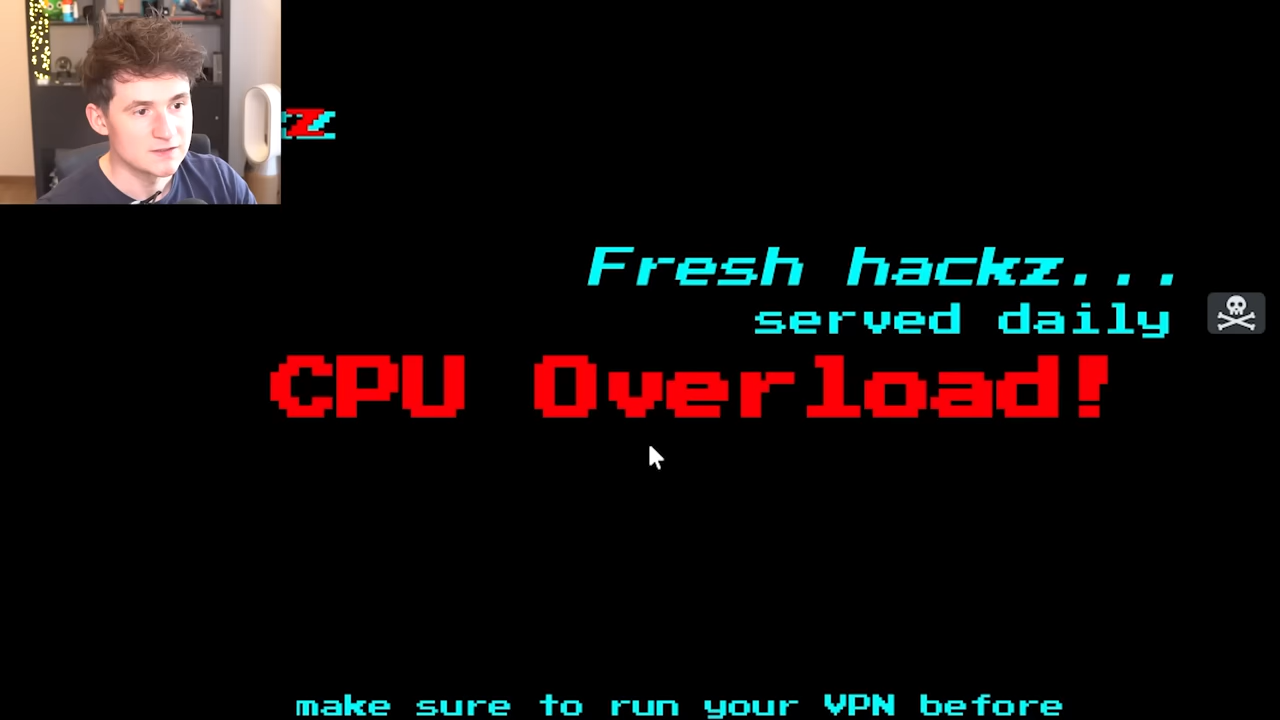 z
Fresh hackz...
served daily
CPU Overload!
make sure to run your VPN before